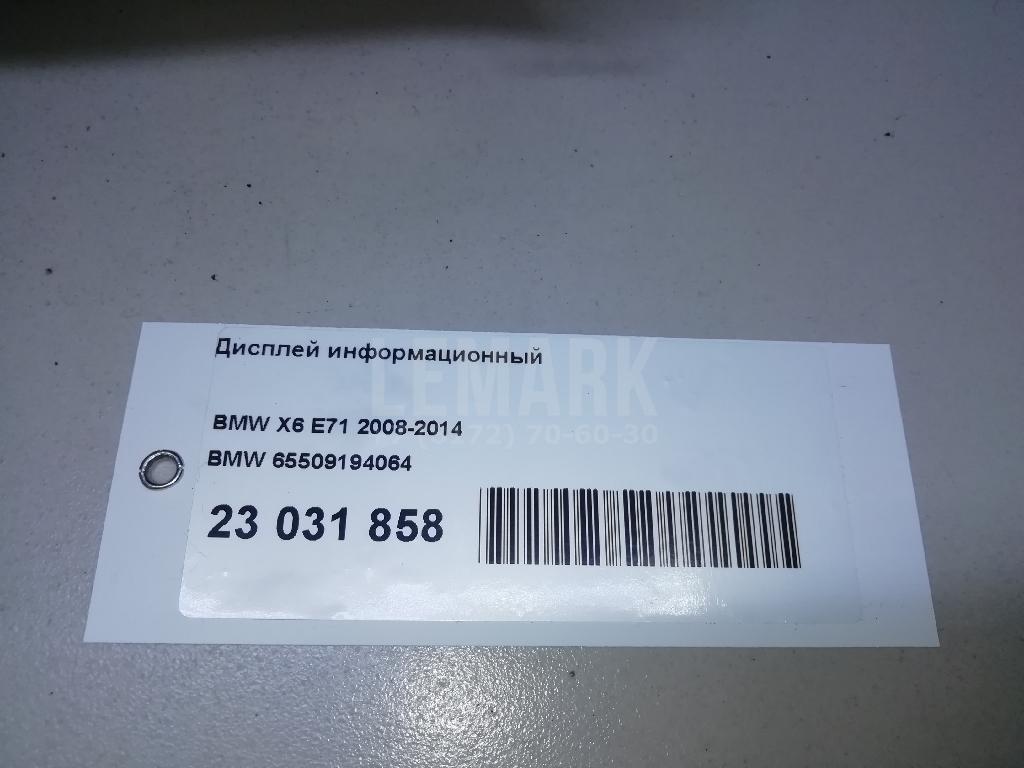 Дисплей информационный
LEMARK
BMW X6 E71 2008-2014
72) 70-60-30
BMW 65509194064
23 031 858